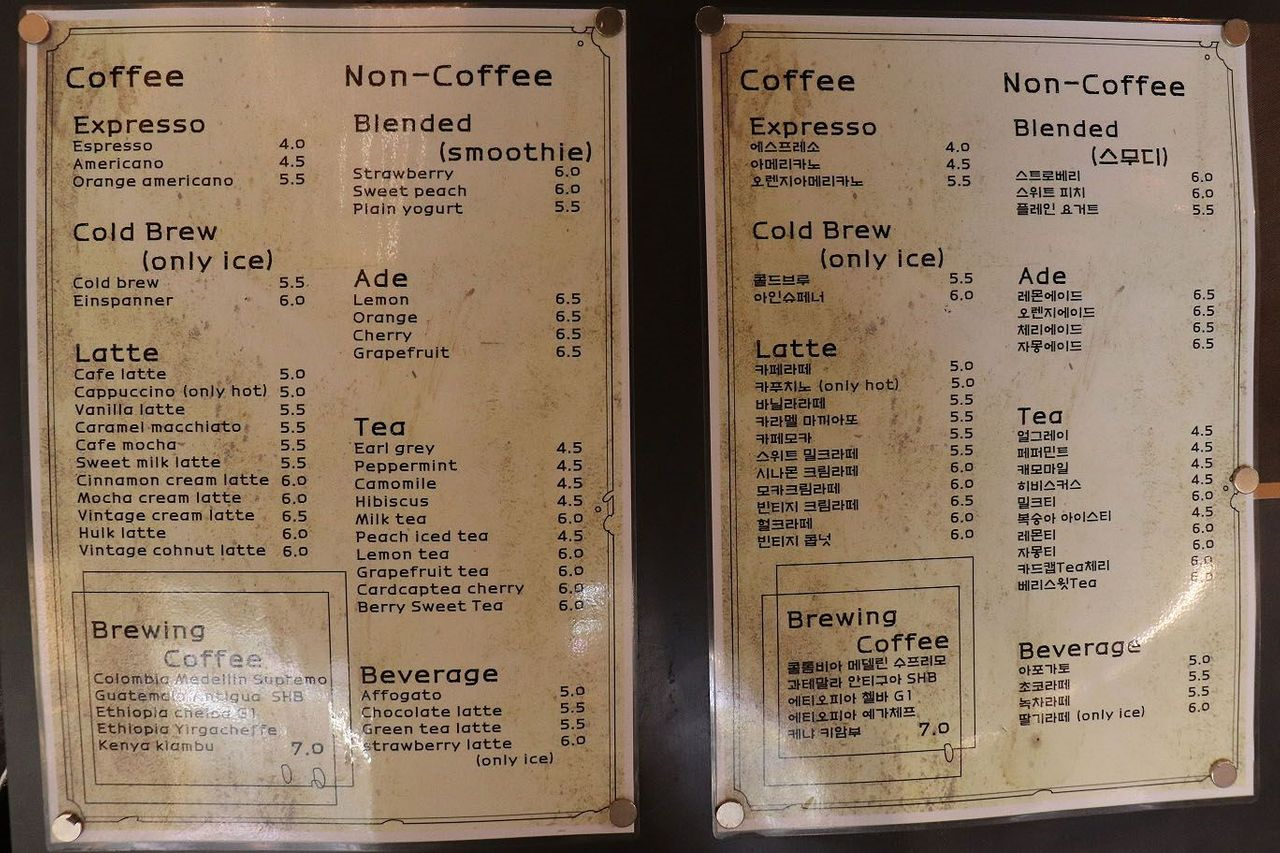 Coffee
Expresso
Espresso 4.0
Americano 4.5
Orange americano 5.5
Cold Brew
(only ice)
Cold brew 5.5
Einspanner 6.0
Latte
Cafe latte 5.0
Cappuccino (only hot) 5.0
Vanilla latte 5.5
Caramel macchiato 5.5
Cafe mocha 5.5
Sweet milk latte 5.5
Cinnamon cream latte 6.0
Mocha cream latte 6.0
Vintage cream latte 6.5
Hulk latte 6.0
Vintage cohnut latte 6.0
Brewing
Coffee
Colombia Medellin Supremo
Guatemala Antigua SHB
Ethiopia chelba G1
Ethiopia Yirgacheffe
Kenya kiambu 7.0
Non-Coffee
Blended
(smoothie)
Strawberry 6.0
Sweet peach 6.0
Plain yogurt 5.5
Ade
Lemon 6.5
Orange 6.5
Cherry 6.5
Grapefruit 6.5
Tea
Earl grey 4.5
Peppermint 4.5
Camomile 4.5
Hibiscus 4.5
Milk tea 6.0
Peach iced tea 4.5
Lemon tea 6.0
Grapefruit tea 6.0
Cardcaptea cherry 6.0
Berry Sweet Tea 6.0
Beverage
Affogato 5.0
Chocolate latte 5.5
Green tea latte 5.5
strawberry latte 6.0
(only ice)
Coffee
Expresso
에스프레소 4.0
아메리카노 4.5
오렌지아메리카노 5.5
Cold Brew
(only ice)
콜드브루 5.5
아인슈페너 6.0
Latte
카페라떼 5.0
카푸치노 (only hot) 5.0
바닐라라떼 5.5
카라멜 마끼아또 5.5
카페모카 5.5
스위트 밀크라떼 5.5
시나몬 크림라떼 6.0
모카크림라떼 6.0
빈티지 크림라떼 6.5
헐크라떼 6.0
빈티지 콥넛 6.0
Brewing
Coffee
콜롬비아 메델린 수프리모
과테말라 안티구아 SHB
에티오피아 첼바 G1
에티오피아 예가체프
케냐 키암부 7.0
Non-Coffee
Blended
(스무디)
스트로베리 6.0
스위트 피치 6.0
플레인 요거트 5.5
Ade
레몬에이드 6.5
오렌지에이드 6.5
체리에이드 6.5
자몽에이드 6.5
Tea
얼그레이 4.5
페퍼민트 4.5
캐모마일 4.5
히비스커스 4.5
밀크티 6.0
복숭아 아이스티 4.5
레몬티 6.0
자몽티 6.0
카드캡Tea체리 6.0
베리스윗Tea
Beverage
아포가토 5.0
초코라떼 5.5
녹차라떼 5.5
딸기라떼 (only ice) 6.0